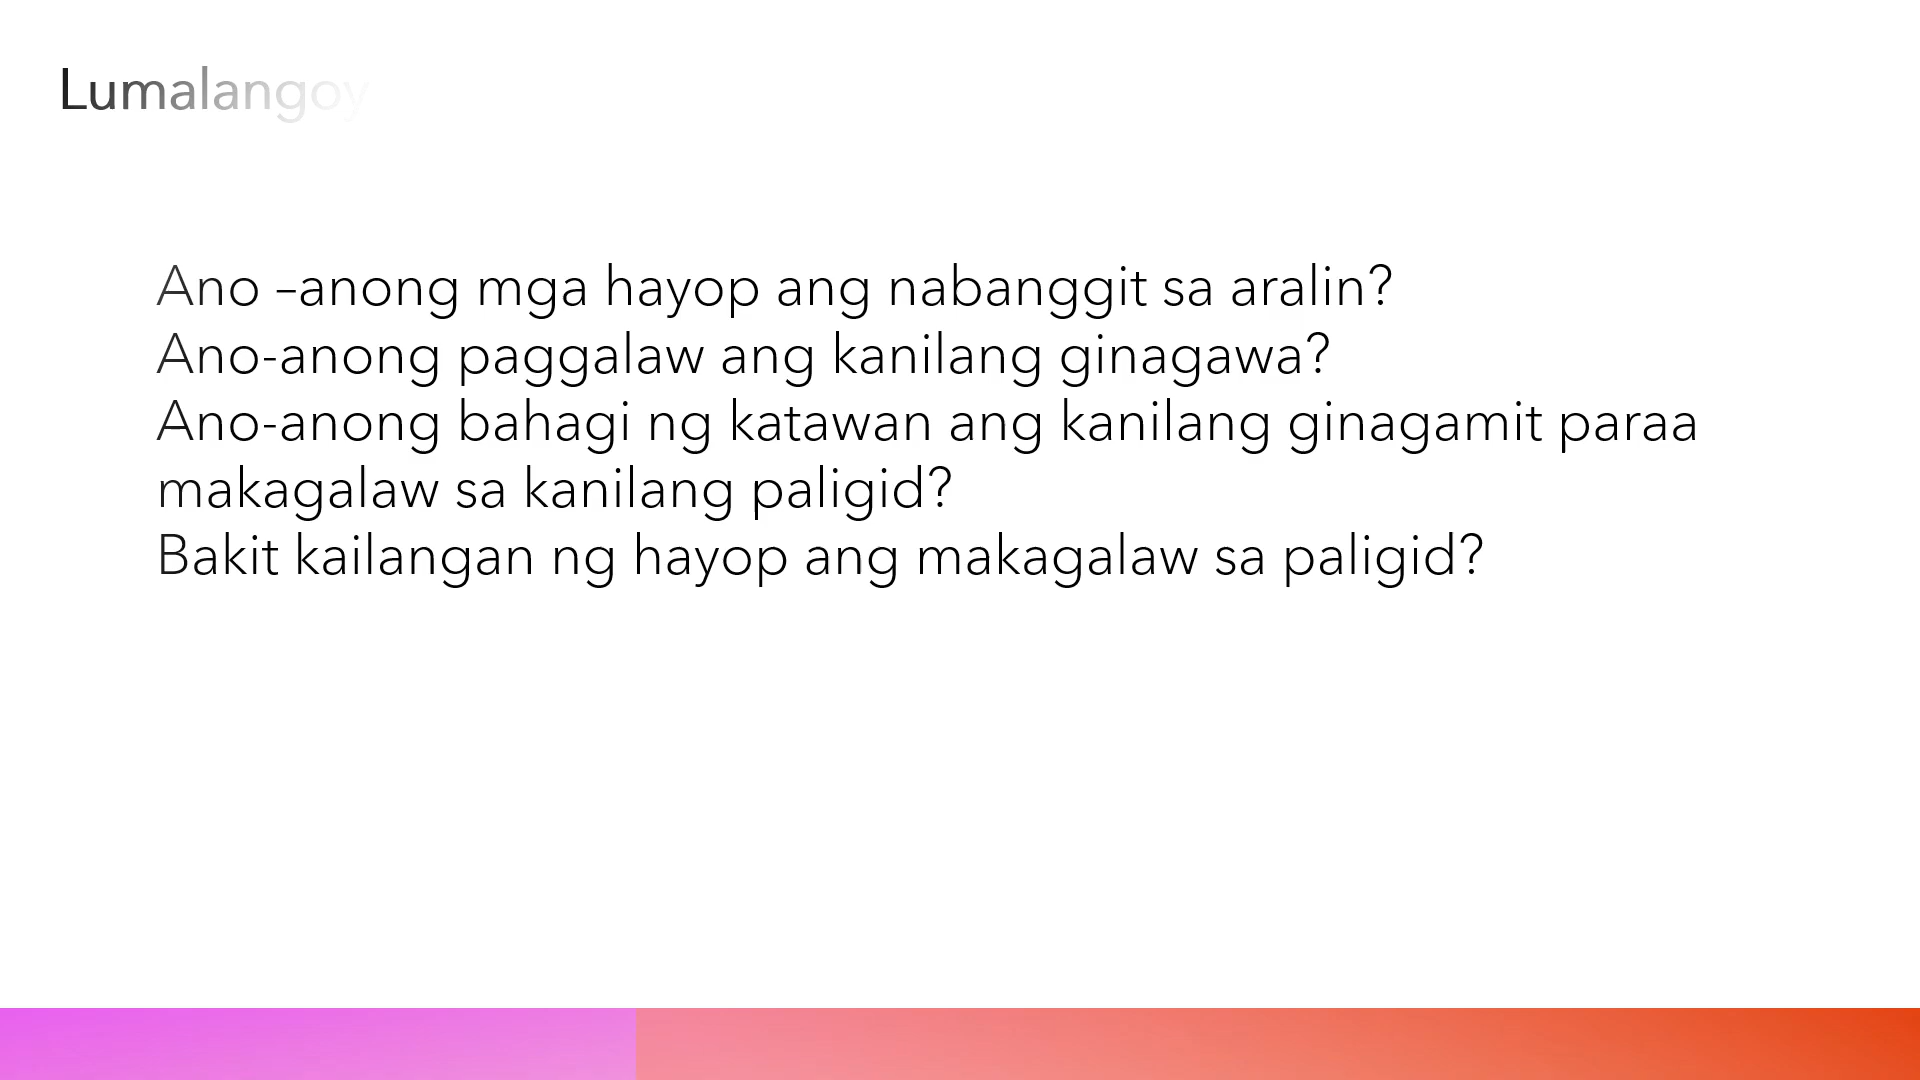 Lumalangoy
Ano –anong mga hayop ang nabanggit sa aralin?
Ano-anong paggalaw ang kanilang ginagawa?
Ano-anong bahagi ng katawan ang kanilang ginagamit paraa
makagalaw sa kanilang paligid?
Bakit kailangan ng hayop ang makagalaw sa paligid?